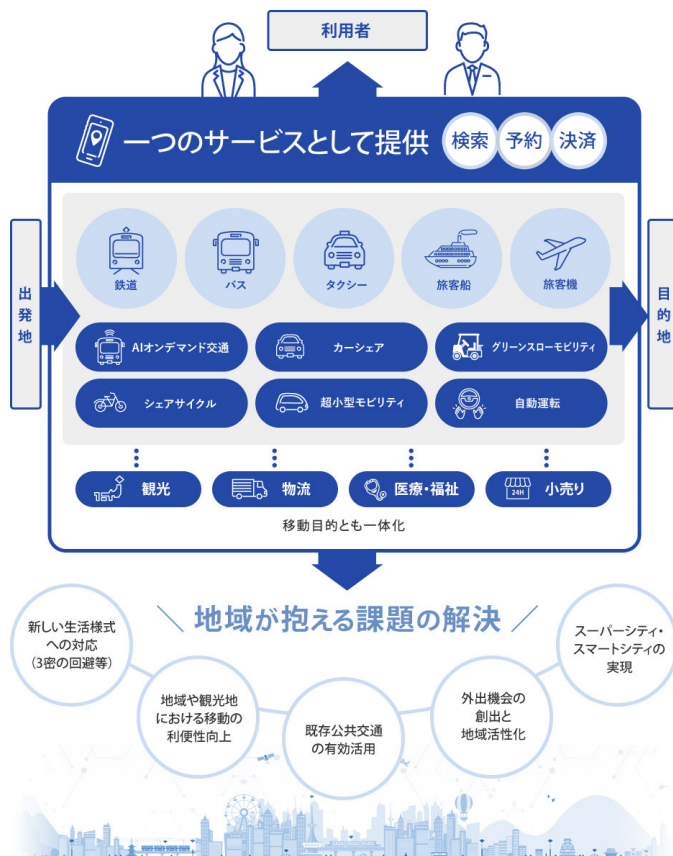 利用者
一つのサービスとして提供
検索
予約
決済
出発地
目的地
鉄道
バス
タクシー
旅客船
旅客機
AIオンデマンド交通
カーシェア
グリーンスローモビリティ
シェアサイクル
超小型モビリティ
自動運転
観光
物流
24H
医療・福祉
小売り
移動目的とも一体化
地域が抱える課題の解決
新しい生活様式
への対応
(3密の回避等)
地域や観光地
における移動の
利便性向上
既存公共交通
の有効活用
外出機会の
創出と
地域活性化
スーパーシティ・
スマートシティの
実現